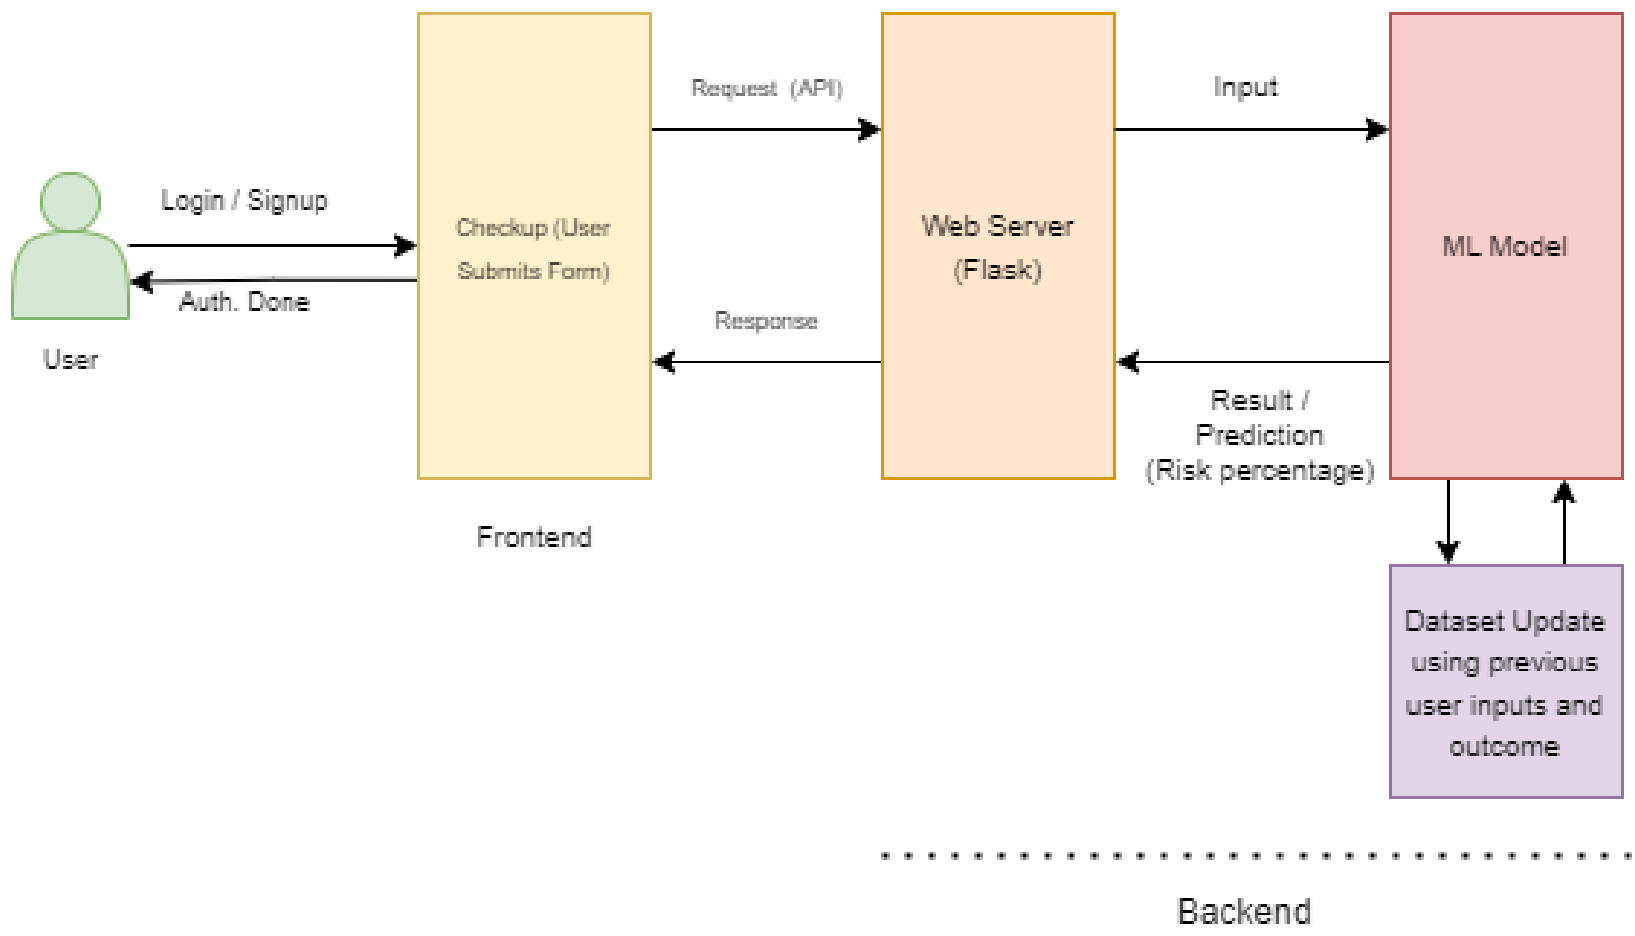 Login / Signup
Auth. Done
User
Checkup (User
Submits Form)
Frontend
Request (API)
Response
Web Server
(Flask)
Input
Result /
Prediction
(Risk percentage)
ML Model
Dataset Update
using previous
user inputs and
outcome
Backend